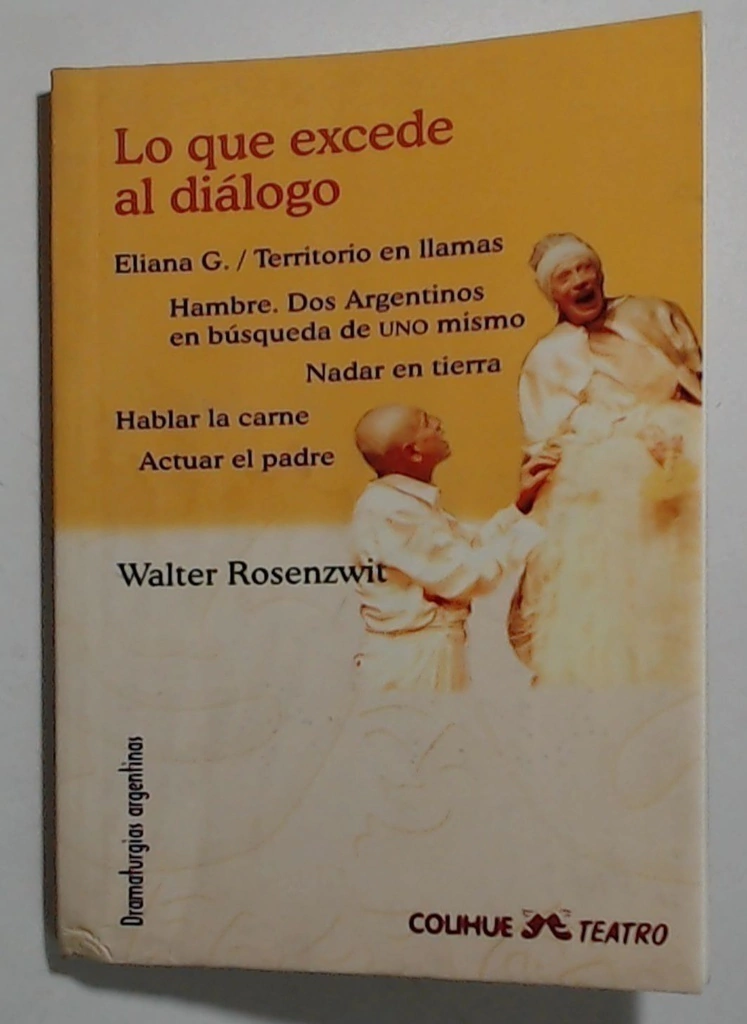 Lo que excede
al diálogo
Eliana G. / Territorio en llamas
Hambre. Dos Argentinos
en búsqueda de UNO mismo
Nadar en tierra
Hablar la carne
Actuar el padre
Walter Rosenzwit
Dramaturgias argentinas
COLIHUE TEATRO